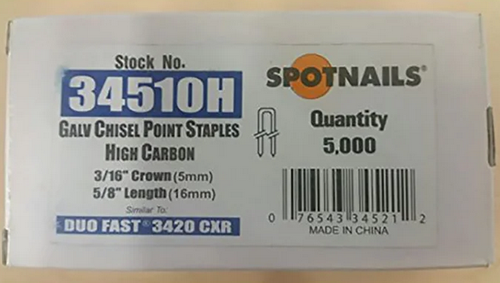 Stock No.
34510H
GALV CHISEL POINT STAPLES
HIGH CARBON
3/16" Crown (5mm)
5/8" Length (16mm)
Similar To:
DUO FAST® 3420 CXR
SPOTNAILS®
Quantity
5,000
0 76543 34521 2
MADE IN CHINA